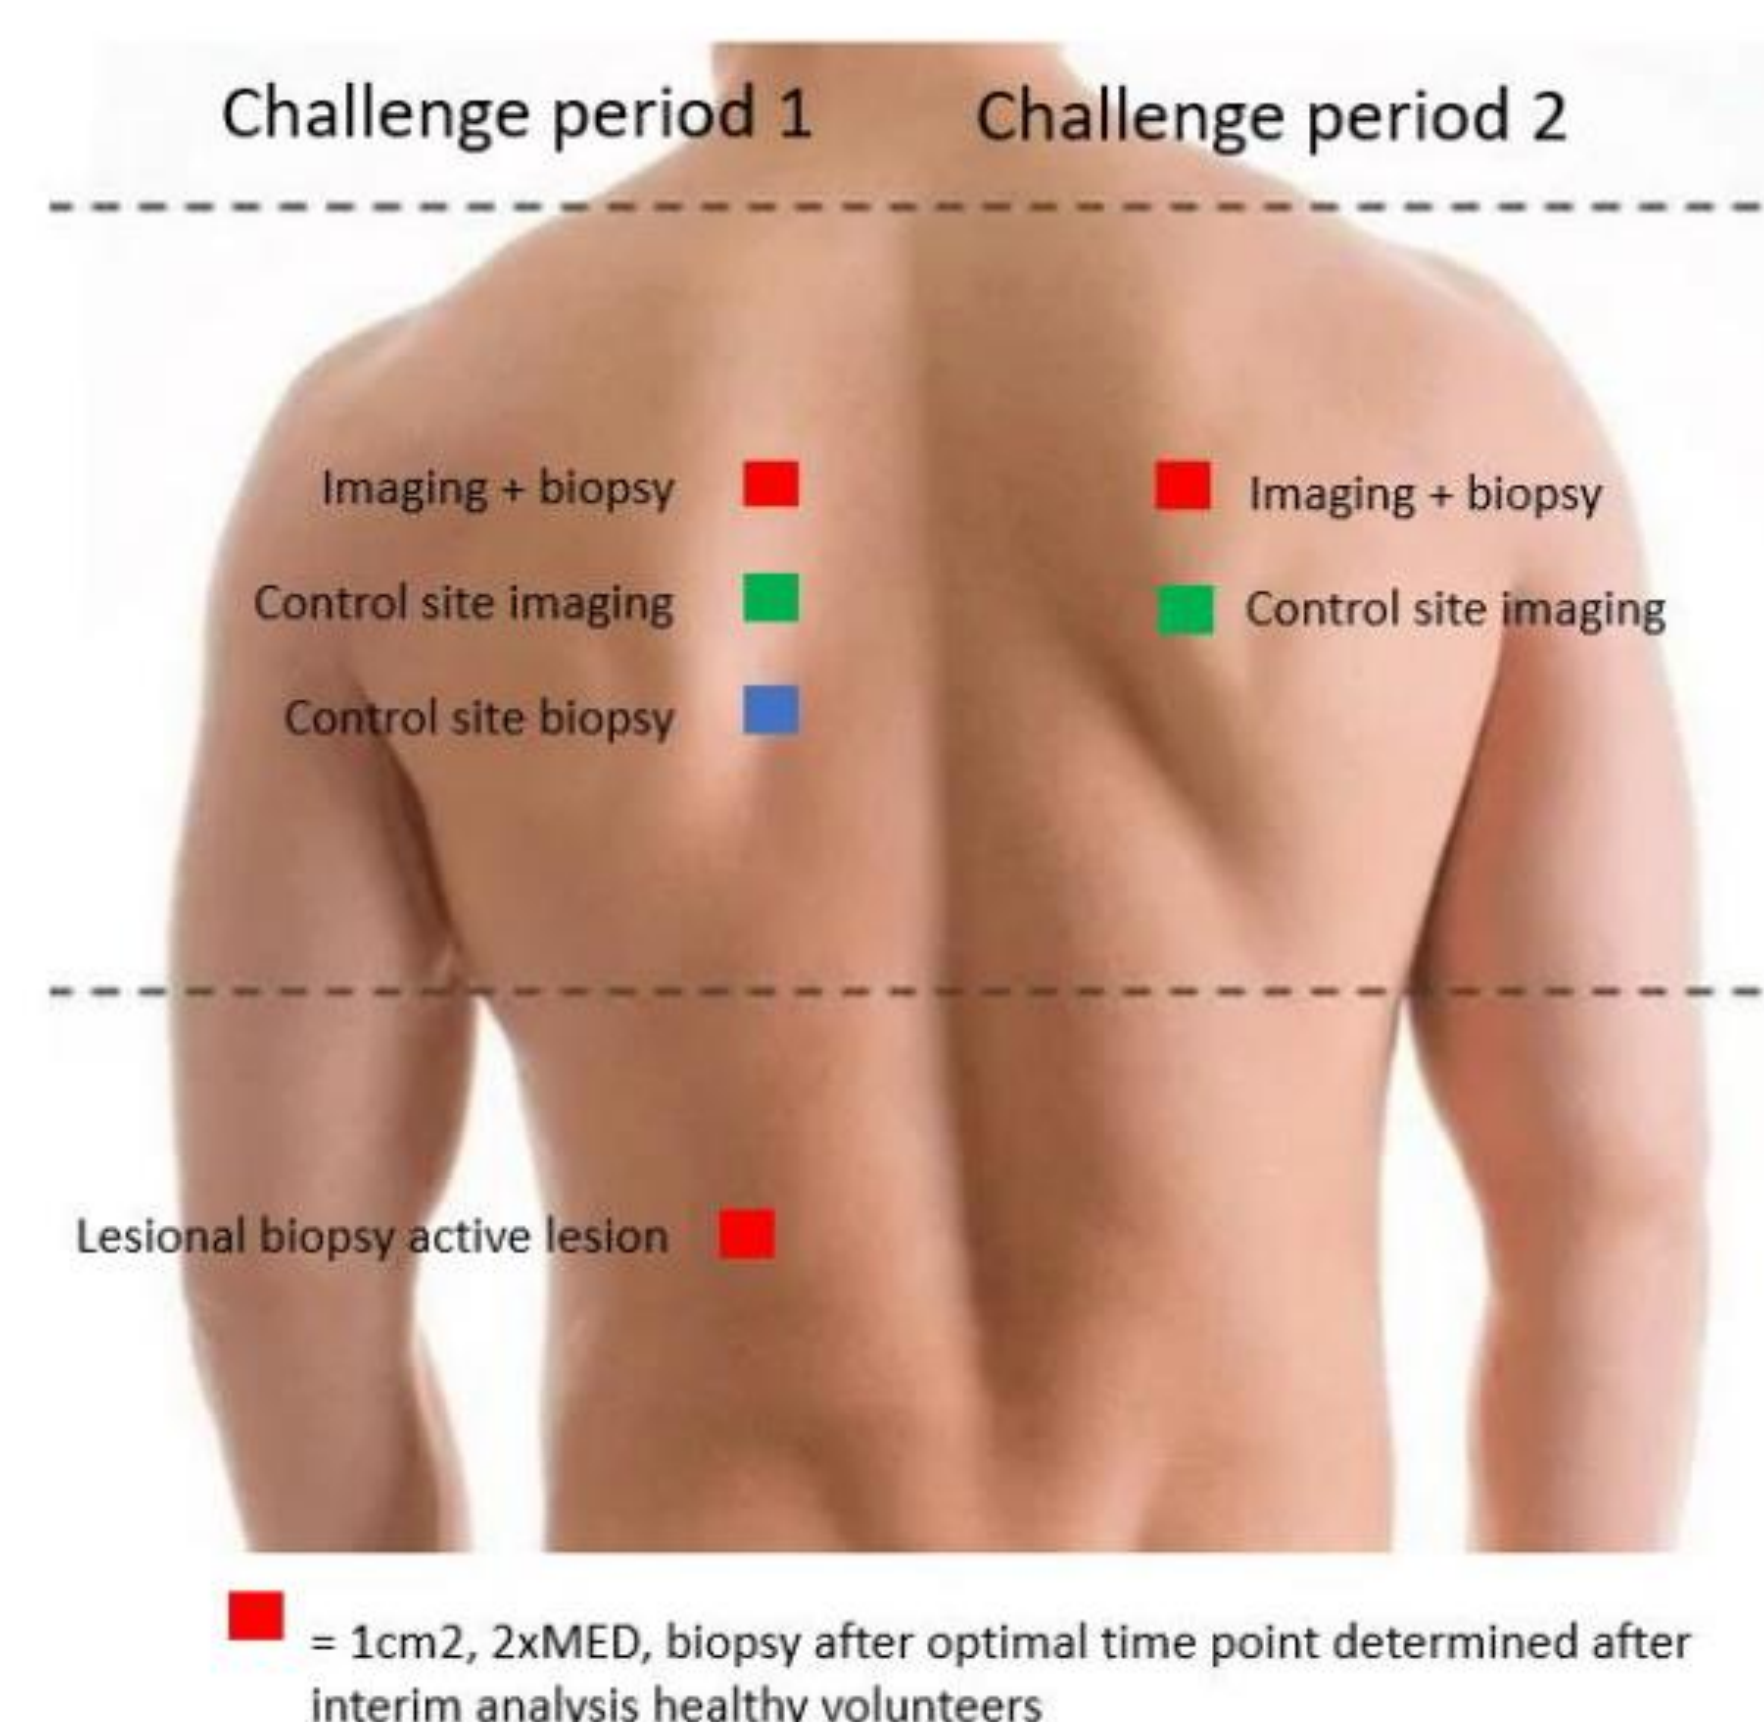 Challenge period 1
Challenge period 2
Imaging + biopsy
Imaging + biopsy
Control site imaging
Control site imaging
Control site biopsy
Lesional biopsy active lesion
= 1cm2, 2xMED, biopsy after optimal time point determined after
interim analysis healthy volunteers